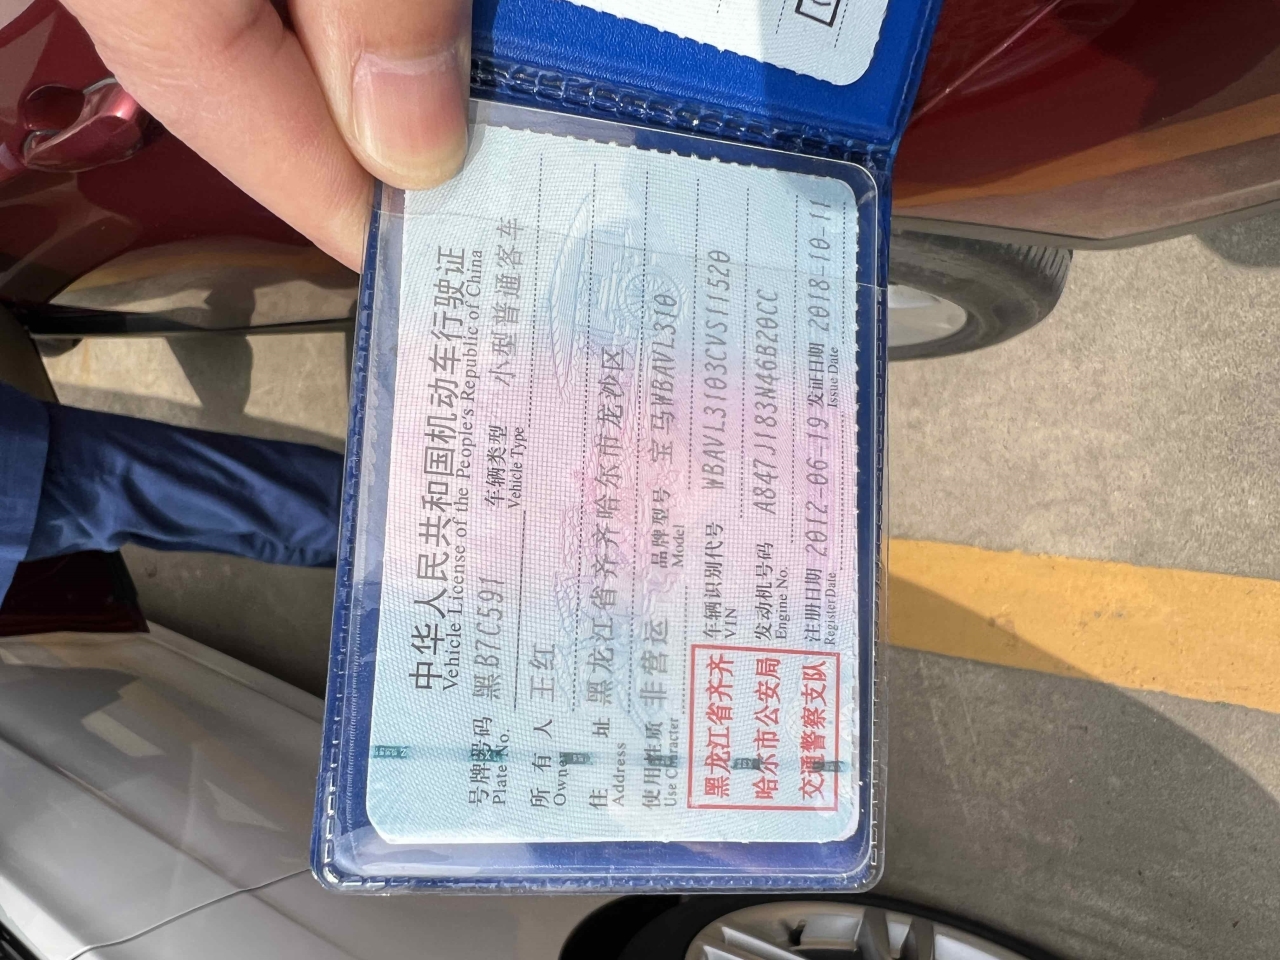 中华人民共和国机动车行驶证
Vehicle License of the People's Republic of China
号牌号码 黑B7C591 车辆类型 小型普通客车
Plate No. Vehicle Type
所有人 王红
Owner
住址 黑龙江省齐齐哈尔市龙沙区
Address
使用性质 非营运 品牌型号 宝马WBAVL310
Use Character Model
黑龙江省齐齐
哈尔市公安局
交通警察支队
车辆识别代号 WBAVL3103CVS11520
VIN
发动机号码 A847J183N46B20CC
Engine No.
注册日期 2012-06-19 发证日期 2018-10-11
Register Date Issue Date